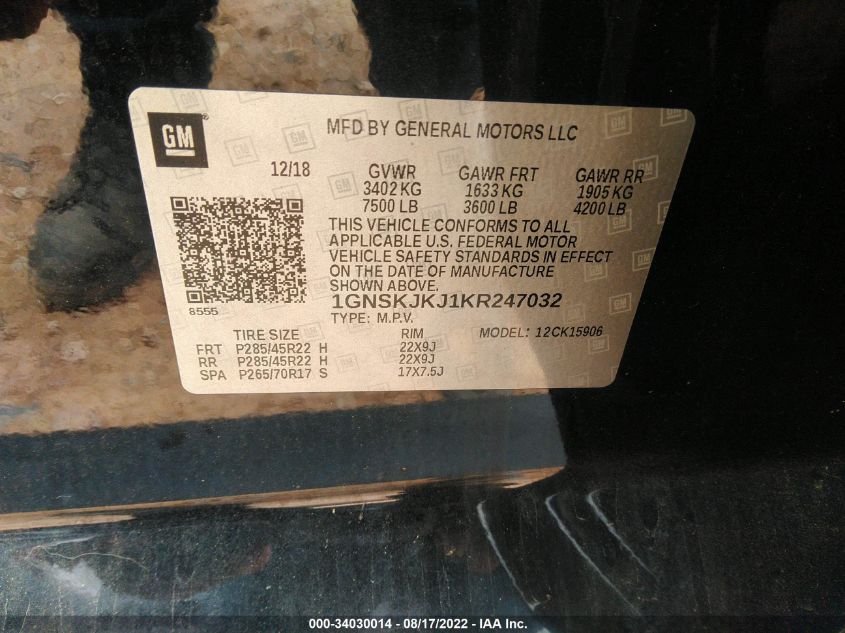 GM ®
MFD BY GENERAL MOTORS LLC
12/18 GVWR GAWR FRT GAWR RR
3402 KG 1633 KG 1905 KG
7500 LB 3600 LB 4200 LB
THIS VEHICLE CONFORMS TO ALL
APPLICABLE U.S. FEDERAL MOTOR
VEHICLE SAFETY STANDARDS IN EFFECT
ON THE DATE OF MANUFACTURE
SHOWN ABOVE.
8555
1GNSKJKJ1KR247032
TYPE: M.P.V.
TIRE SIZE RIM MODEL: 12CK15906
FRT P285/45R22 H 22X9J
RR P285/45R22 H 22X9J
SPA P265/70R17 S 17X7.5J
000-34030014 - 08/17/2022 - IAA Inc.